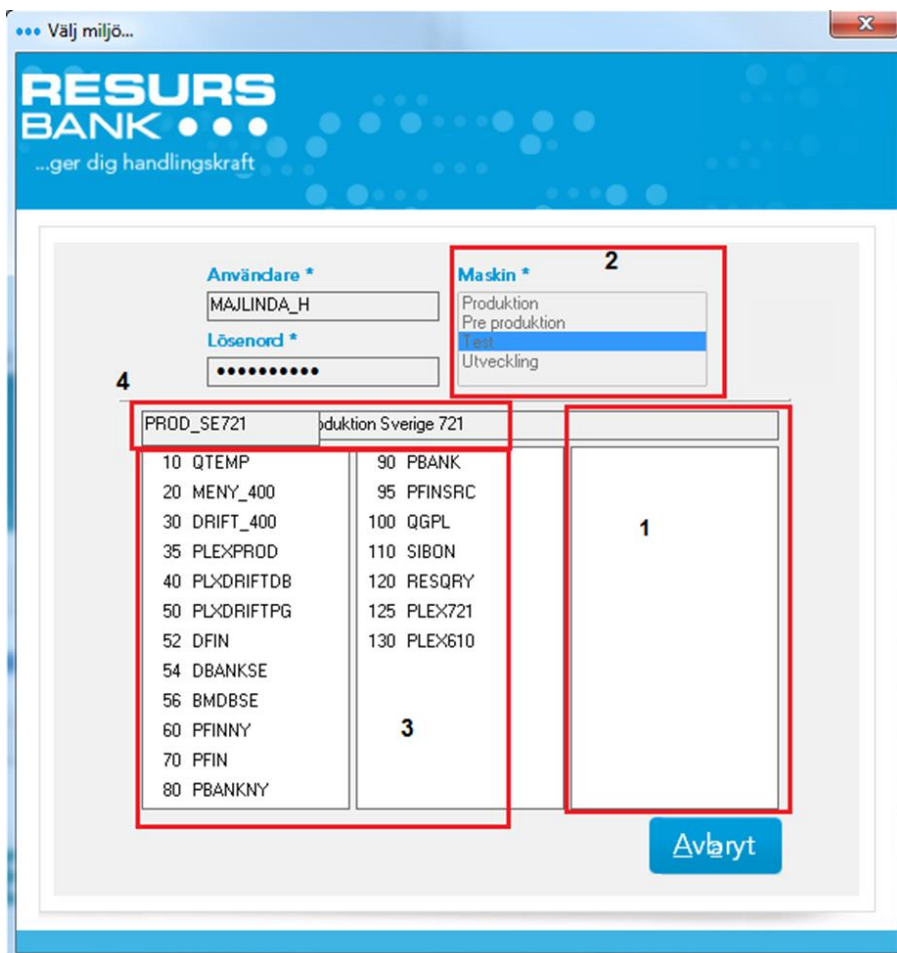 Välj miljö...
RESURS
BANK
...ger dig handlingskraft
2
Användare *
Maskin *
MAJLINDA_H
Produktion
Pre produktion
Test
Utveckling
Lösenord *
4
PROD_SE721 oduktion Sverige 721
10 QTEMP
20 MENY_400
30 DRIFT_400
35 PLEXPROD
40 PLXDRIFTDB
50 PLXDRIFTPG
52 DFIN
54 DBANKSE
56 BMDBSE
60 PFINNY
70 PFIN
80 PBANKNY
90 PBANK
95 PFINSRC
100 QGPL
110 SIBON
120 RESQRY
125 PLEX721
130 PLEX610
3
1